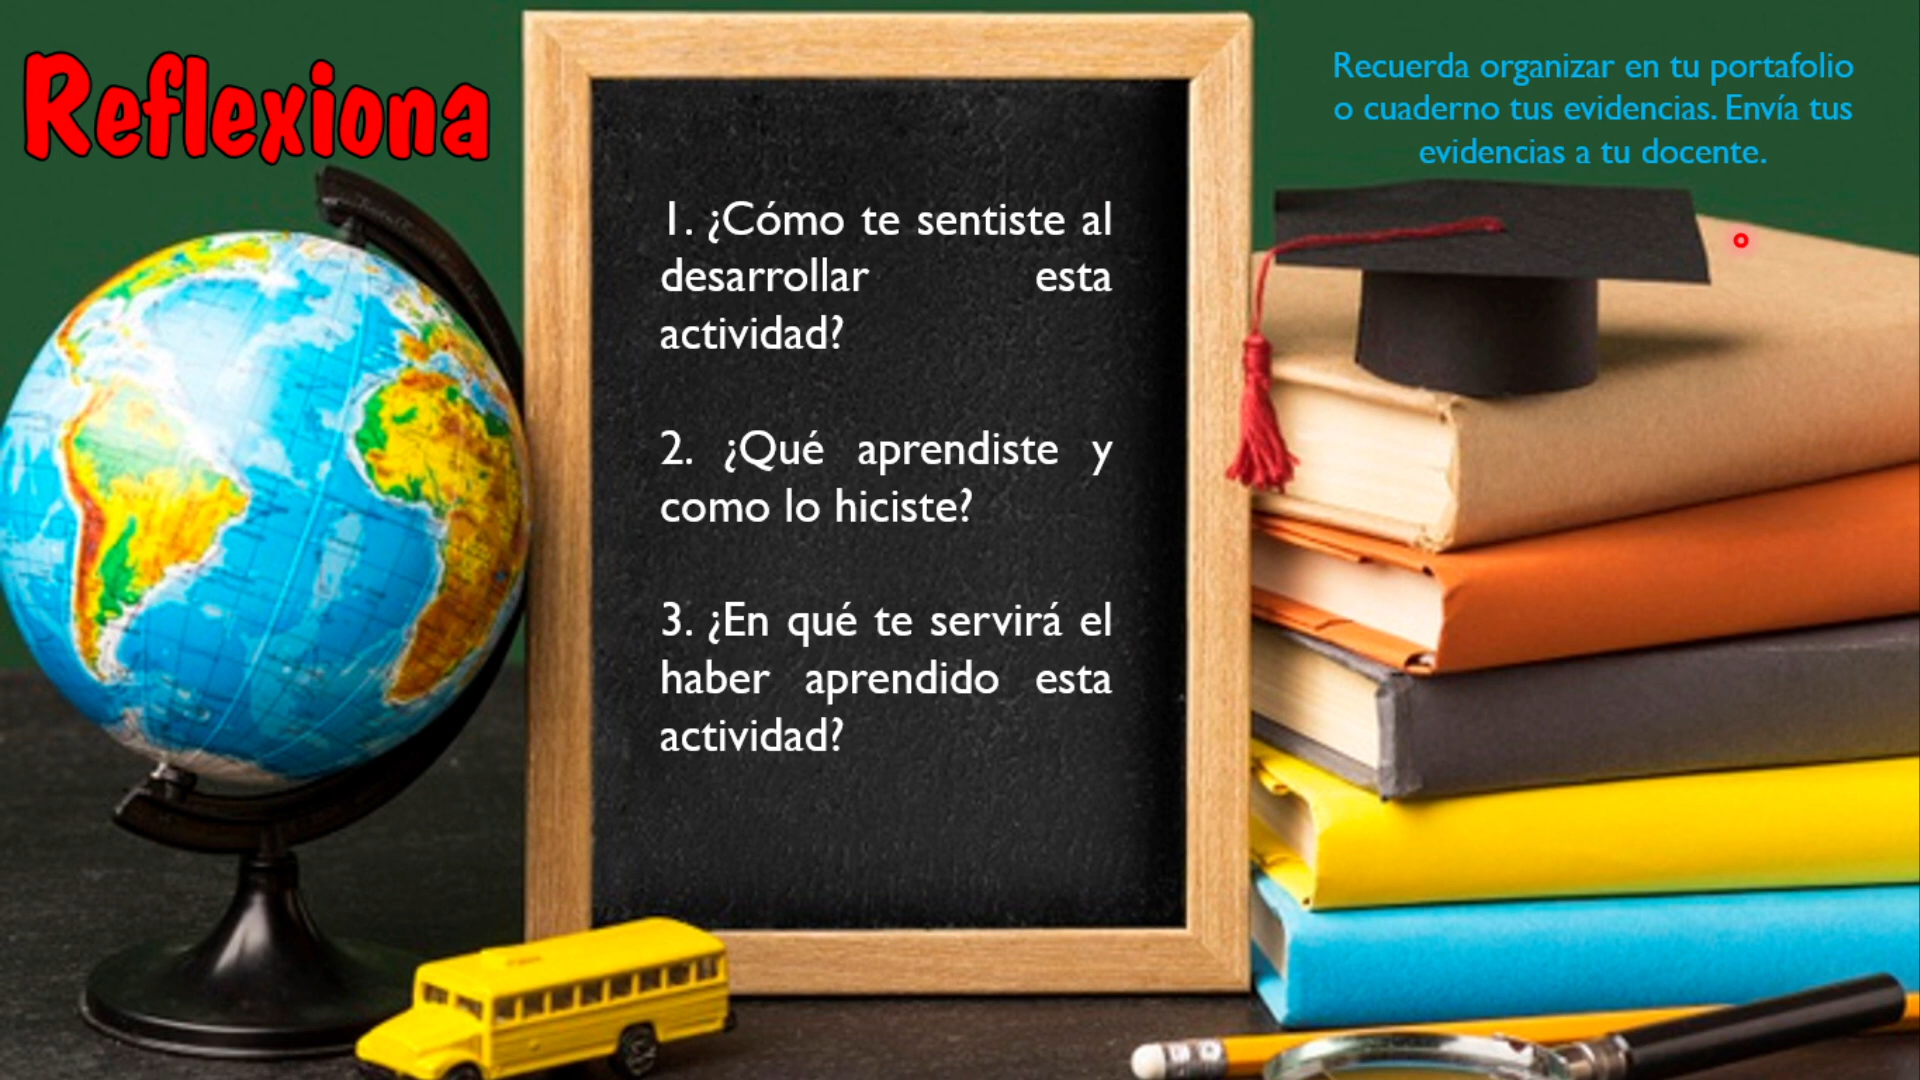 Reflexiona
Recuerda organizar en tu portafolio
o cuaderno tus evidencias. Envía tus
evidencias a tu docente.
1. ¿Cómo te sentiste al
desarrollar esta
actividad?
2. ¿Qué aprendiste y
como lo hiciste?
3. ¿En qué te servirá el
haber aprendido esta
actividad?